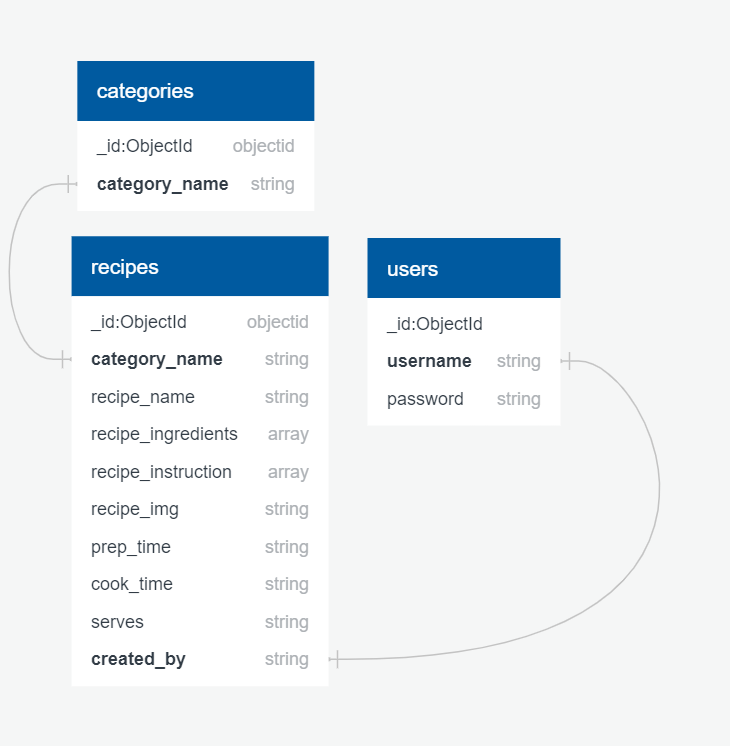 categories
_id:ObjectId objectid
category_name string
recipes
_id:ObjectId objectid
category_name string
recipe_name string
recipe_ingredients array
recipe_instruction array
recipe_img string
prep_time string
cook_time string
serves string
created_by string
users
_id:ObjectId
username string
password string